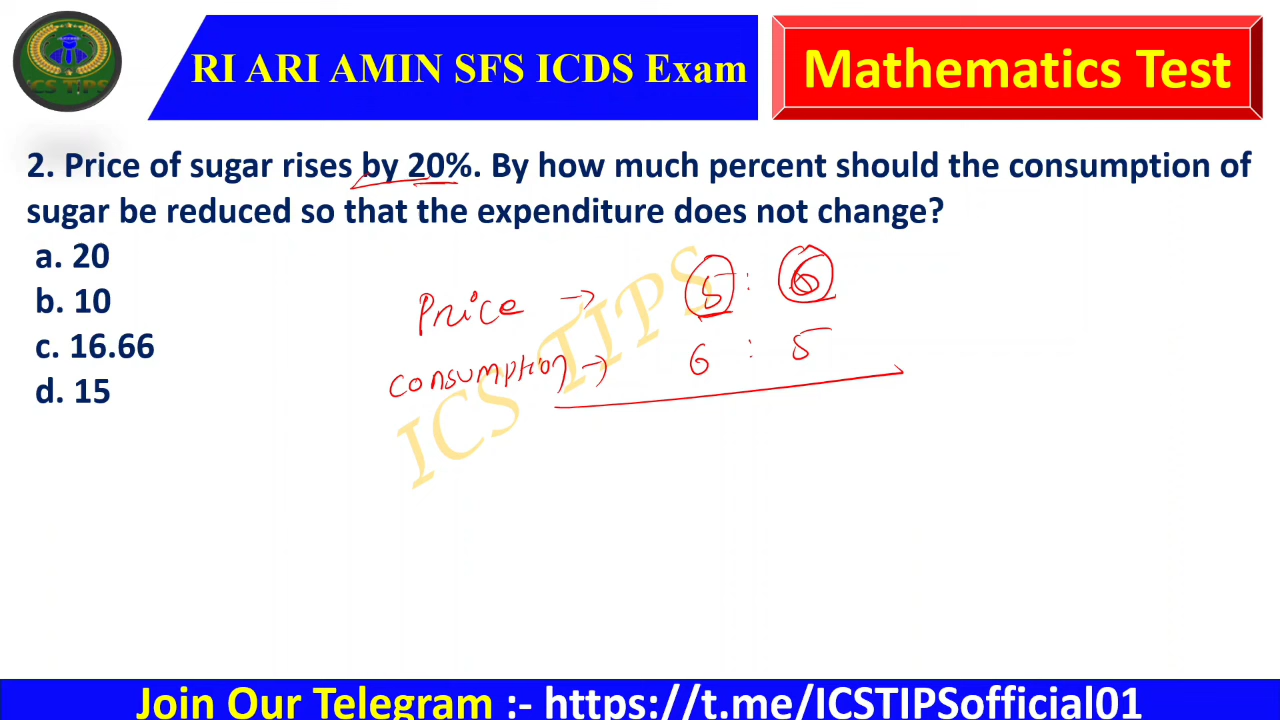 ICS TIPS
RI ARI AMIN SFS ICDS Exam
Mathematics Test
2. Price of sugar rises by 20%. By how much percent should the consumption of
sugar be reduced so that the expenditure does not change?
a. 20
b. 10
c. 16.66
d. 15
Price → 5 : 6
consumption → 6 : 5
ICS TIPS
Join Our Telegram :- https://t.me/ICSTIPSofficial01